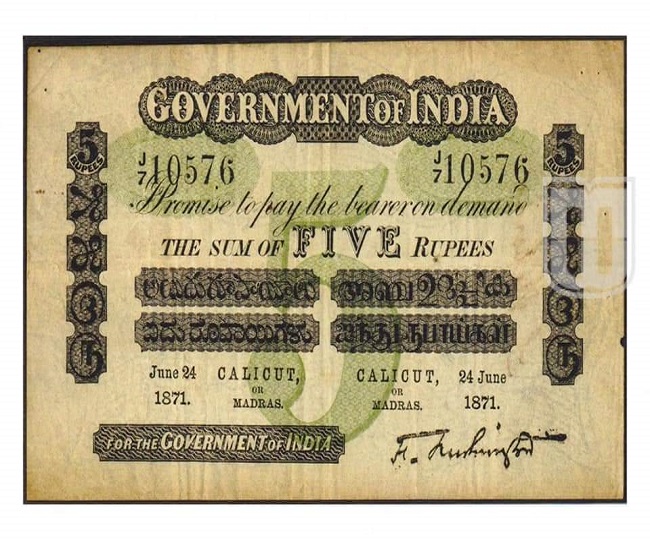 GOVERNMENT OF INDIA
5 RUPEES 5 RUPEES
J/7 10576 J/7 10576
I Promise to pay the bearer on demand
THE SUM OF FIVE RUPEES
ಐದು ರೂಪಾಯಿಗಳು
June 24 CALICUT, CALICUT, 24 June
1871. OR MADRAS. OR MADRAS. 1871.
FOR THE GOVERNMENT OF INDIA